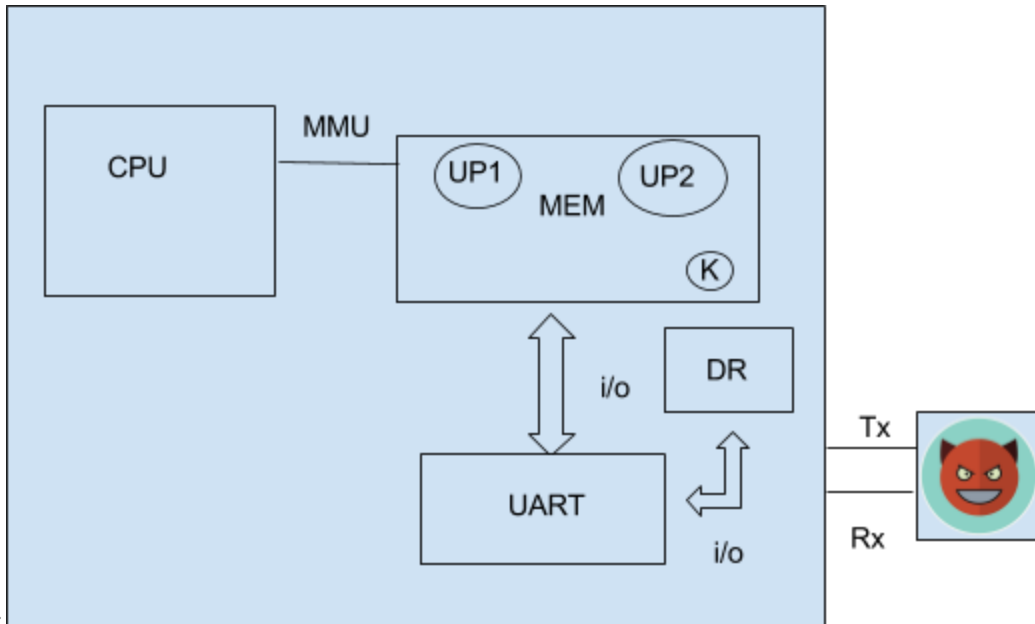 MMU
CPU
UP1
UP2
MEM
K
DR
i/o
UART
i/o
Tx
Rx